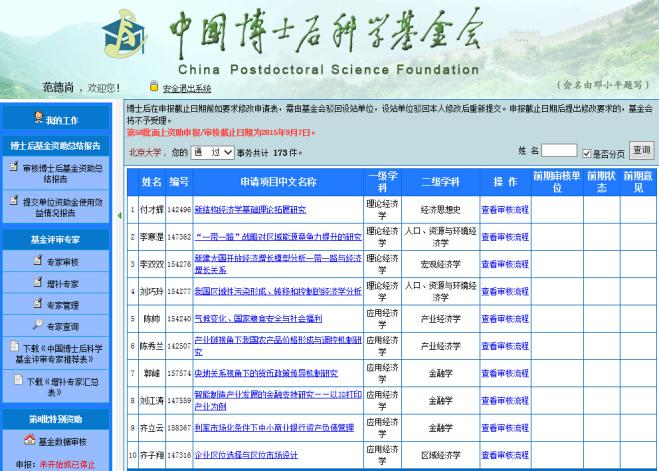 中国博士后科学基金会
China Postdoctoral Science Foundation
(会名由邓小平题写)
范德尚，欢迎您!
安全退出系统
我的工作
博士后基金资助总结报告
审核博士后基金资助总
结报告
提交单位资助金使用效
益情况报告
基金评审专家
专家审核
增补专家
专家管理
专家查询
下载《中国博士后科学
基金评审专家推荐表》
下载《增补专家汇总
表》
第8批特别资助
基金数据审核
申报：未开始或已停止
博士后在申报截止日期前如要求修改申请表，需由基金会驳回设站单位，设站单位驳回本人修改后重新提交。申报截止日期后提出修改要求的，基金会
将不予受理。
第58批面上资助申报/审核截止日期为2015年9月7日。
北京大学，您的 通 过 事务共计 173件。 姓 名 是否分页 查询
姓名 编号 申请项目中文名称 一级学科 二级学科 操 作 前期审核单位 前期状态 前期意见
1 付才辉 142496 新结构经济学基础理论拓展研究 理论经济学 经济思想史 查看审核流程
2 李寒湜 147362 “一带一路”战略对区域能源竞争力提升的研究 理论经济学 人口、资源与环境经济学 查看审核流程
3 李双双 154276 新建大国开放经济增长模型分析一带一路与经济增长关系 理论经济学 宏观经济学 查看审核流程
4 刘巧玲 154277 我国区域性污染形成、转移和控制的经济学分析 理论经济学 人口、资源与环境经济学 查看审核流程
5 陈帅 154240 气候变化、国家粮食安全与社会福利 应用经济学 产业经济学 查看审核流程
6 陈秀兰 142507 产业链视角下我国农产品价格形成与调控机制研究 应用经济学 产业经济学 查看审核流程
7 郭峰 157574 央地关系视角下的货币政策传导机制研究 应用经济学 金融学 查看审核流程
8 刘江涛 147559 智能制造产业发展的金融支持研究——以3D打印产业为例 应用经济学 金融学 查看审核流程
9 齐立云 158367 利率市场化条件下中小商业银行资产负债管理 应用经济学 金融学 查看审核流程
10 齐子翔 147316 企业区位选择与区位市场设计 应用经济学 区域经济学 查看审核流程